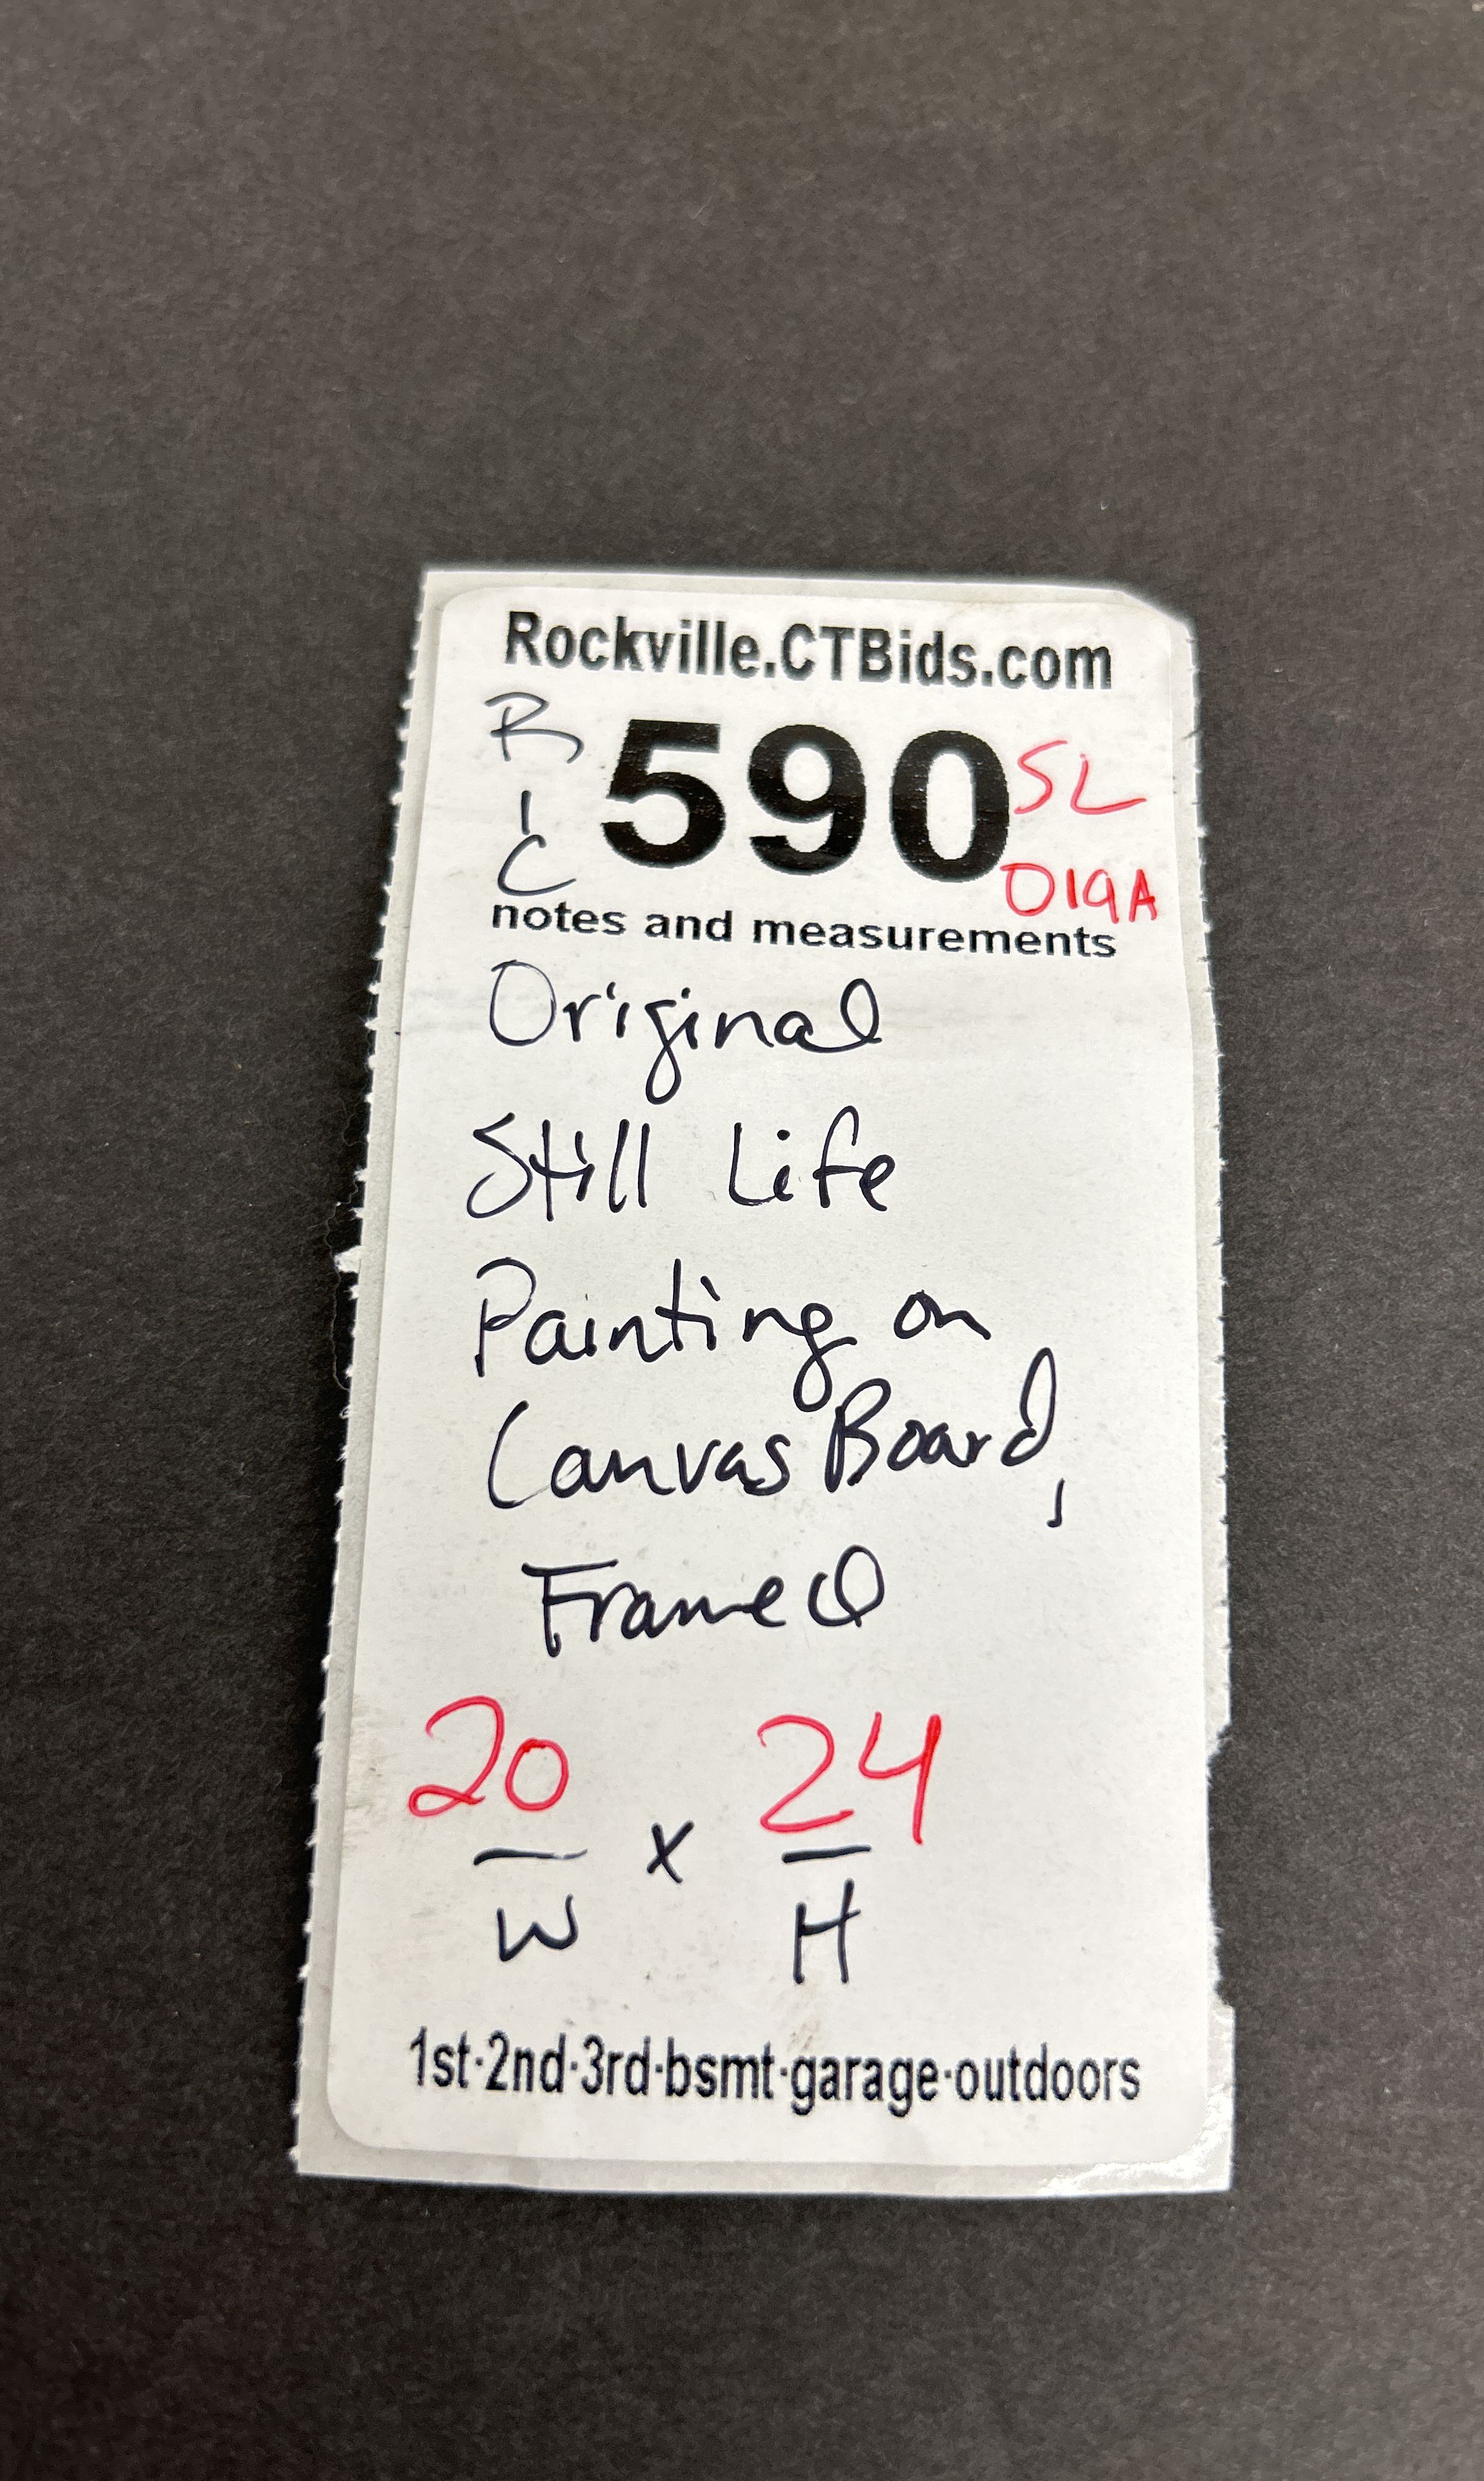 Rockville.CTBids.com
R
I
C
590
SL
019A
notes and measurements
Original
Still Life
Painting on
Canvas Board,
Framed
20 x 24
W H
1st·2nd·3rd·bsmt·garage·outdoors